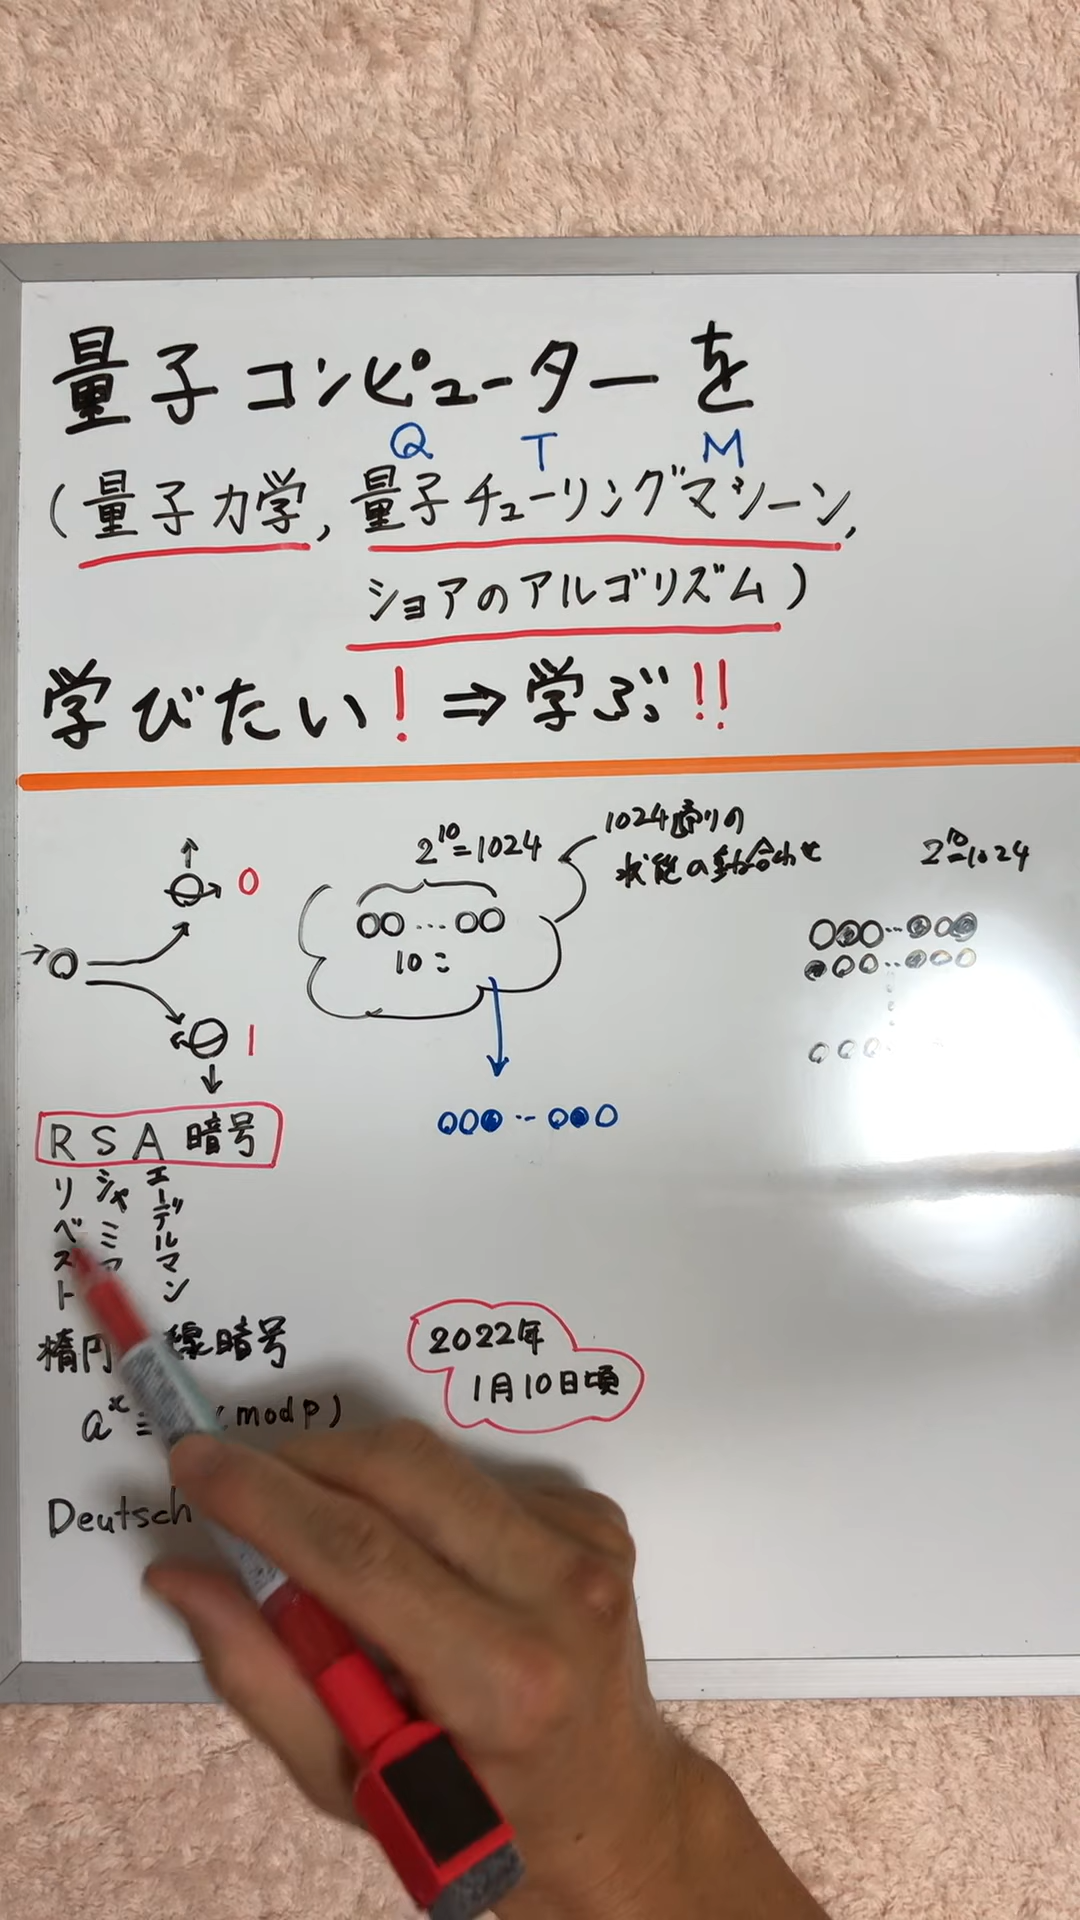 量子コンピューターを
Q T M
(量子力学, 量子チューリングマシーン,
ショアのアルゴリズム)
学びたい! ⇒ 学ぶ!!
0
1
2^10=1024
10コ
1024通りの
状態の重ね合わせ
2^10=1024
RSA暗号
リベスト
シャミア
エーデルマン
楕円 線暗号
a^x≡ (mod p)
2022年
1月10日頃
Deutsch